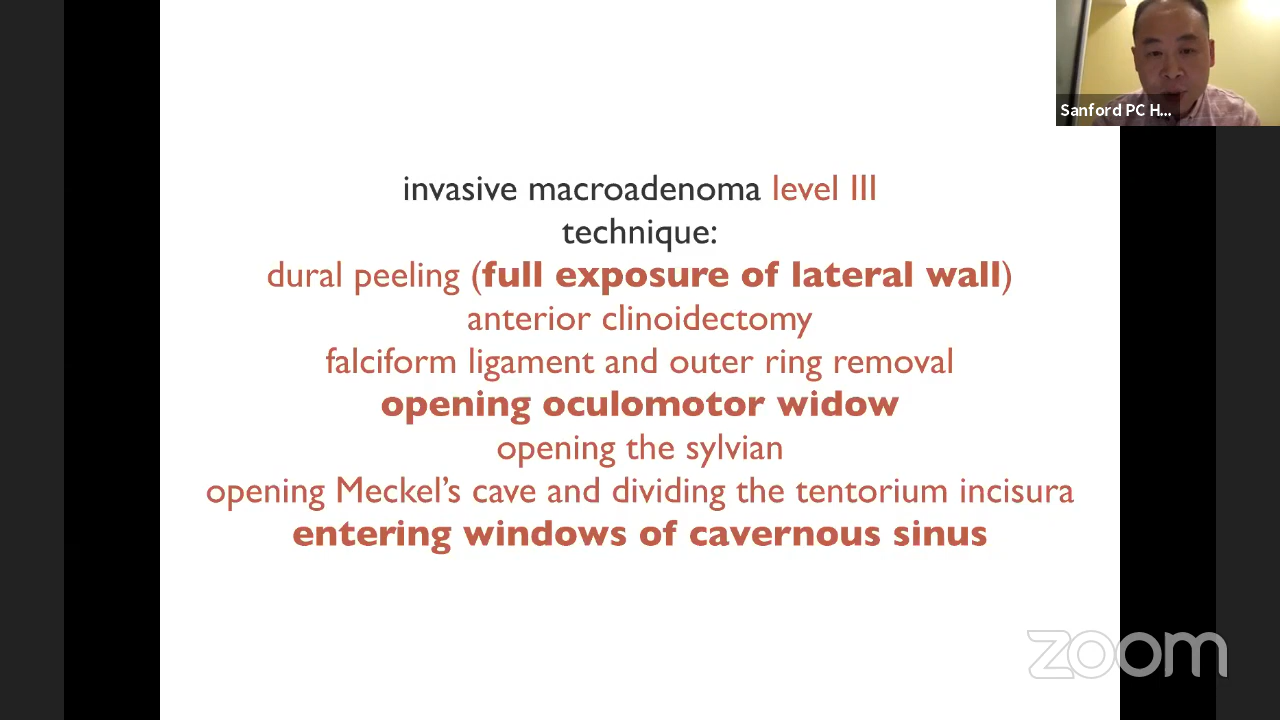 Sanford PC H...
invasive macroadenoma level III
technique:
dural peeling (full exposure of lateral wall)
anterior clinoidectomy
falciform ligament and outer ring removal
opening oculomotor widow
opening the sylvian
opening Meckel’s cave and dividing the tentorium incisura
entering windows of cavernous sinus
zoom